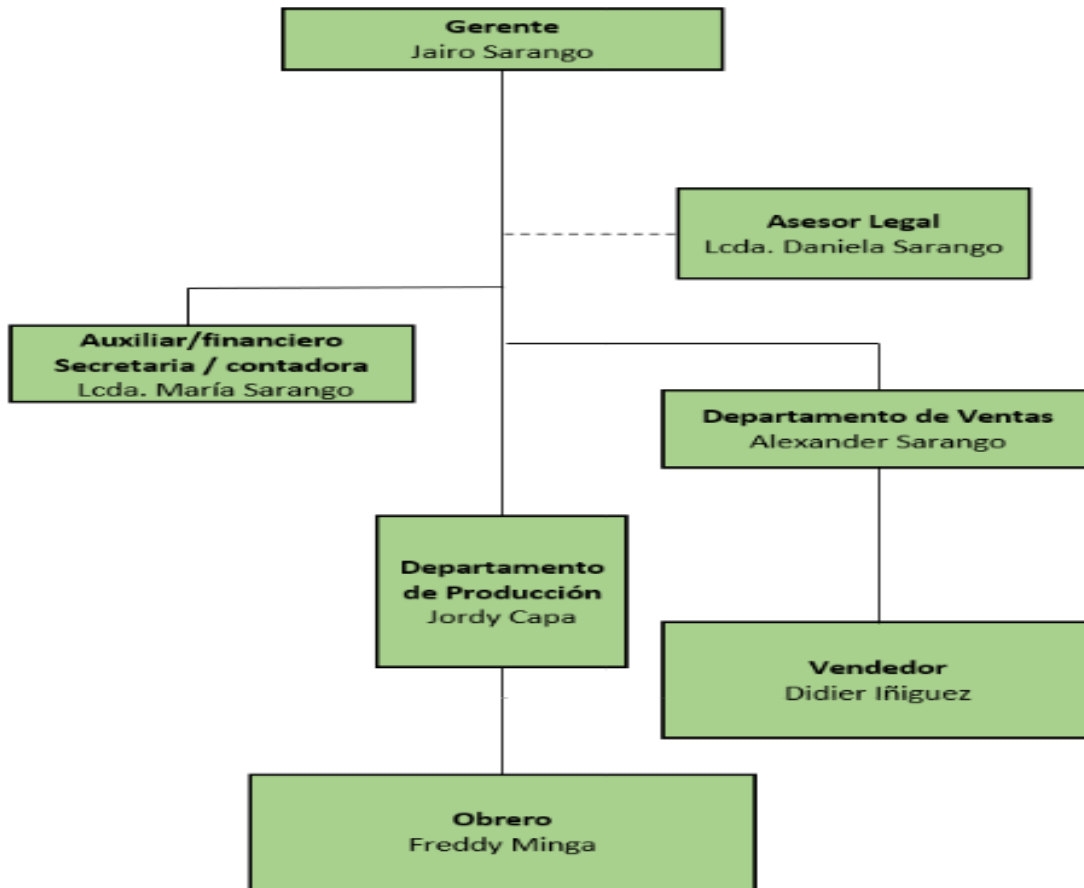 Gerente
Jairo Sarango
Asesor Legal
Lcda. Daniela Sarango
Auxiliar/financiero
Secretaria / contadora
Lcda. María Sarango
Departamento de Ventas
Alexander Sarango
Departamento
de Producción
Jordy Capa
Vendedor
Didier Iñiguez
Obrero
Freddy Minga